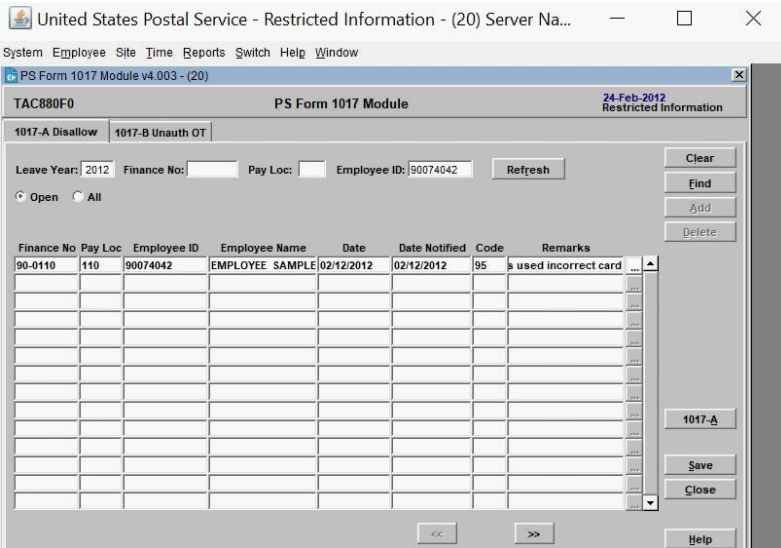 United States Postal Service - Restricted Information - (20) Server Na...
System Employee Site Time Reports Switch Help Window
PS Form 1017 Module v4.003 - (20)
TAC880F0 PS Form 1017 Module 24-Feb-2012
Restricted Information
1017-A Disallow 1017-B Unauth OT
Clear
Leave Year: 2012 Finance No: Pay Loc: Employee ID: 90074042 Refresh
Find
Open All
Add
Delete
Finance No Pay Loc Employee ID Employee Name Date Date Notified Code Remarks
90-0110 110 90074042 EMPLOYEE SAMPLE 02/12/2012 02/12/2012 95 s used incorrect card ...
1017-A
Save
Close
<< >>
Help